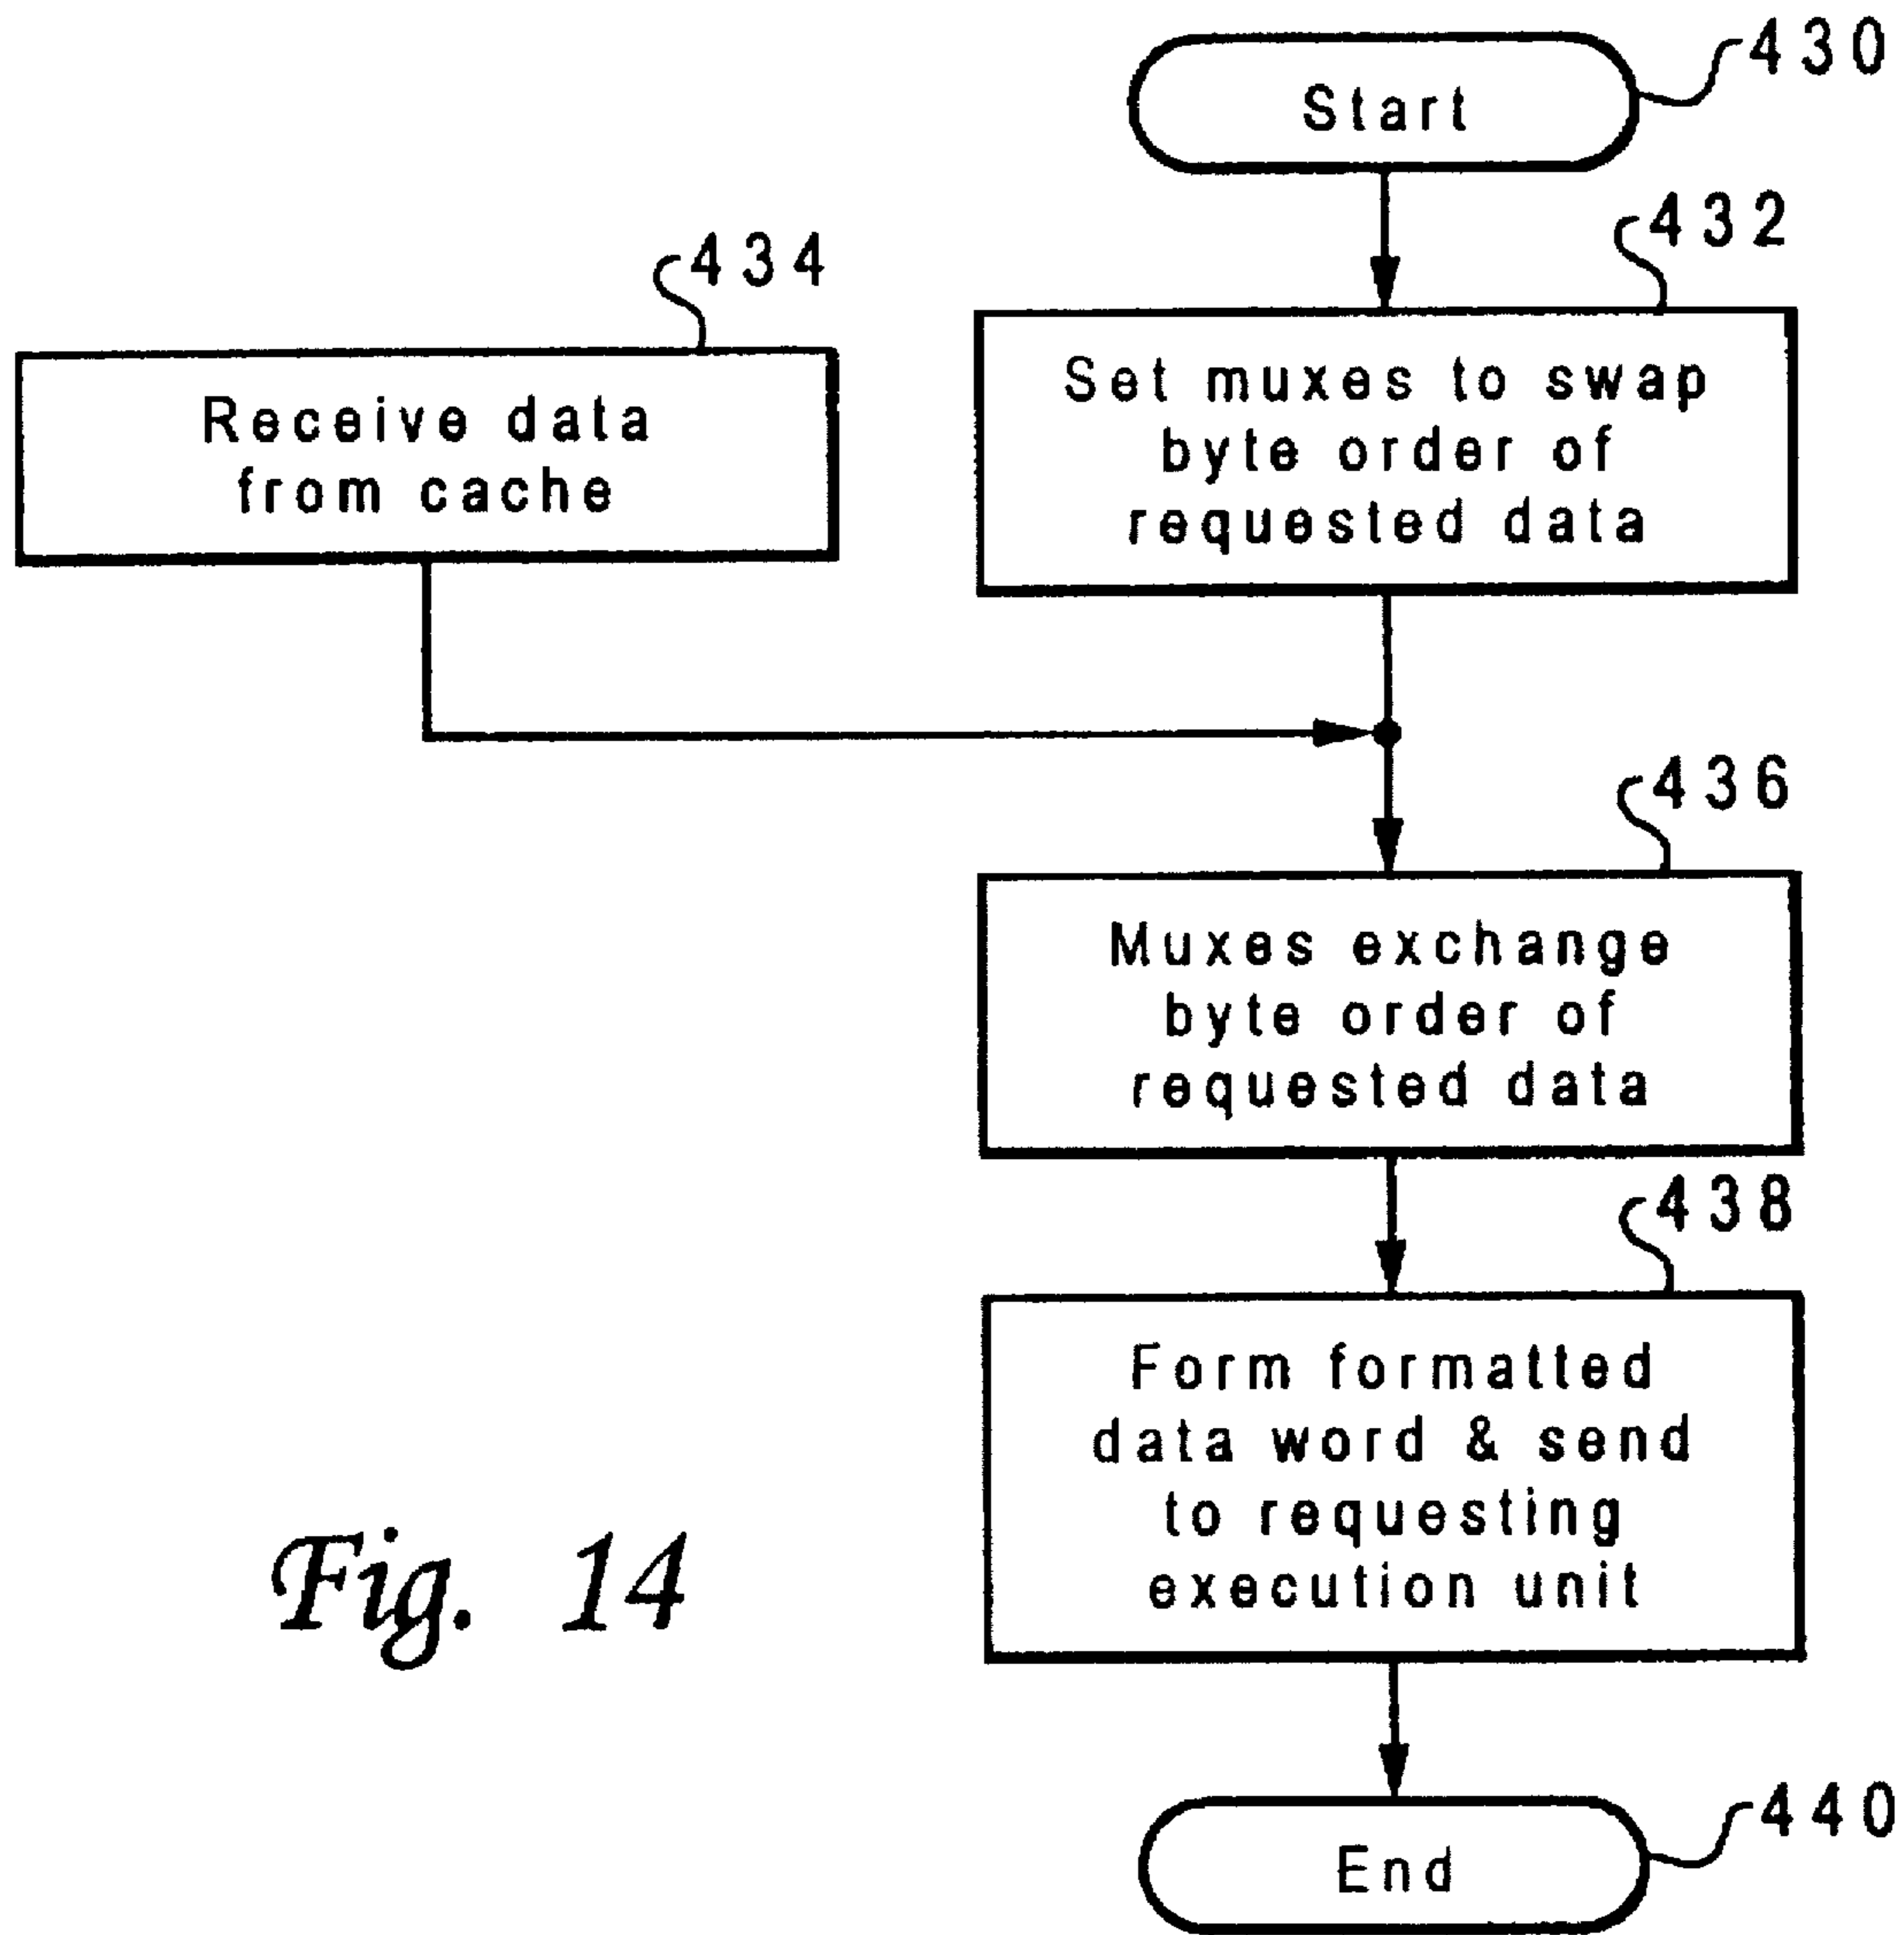 430
Start
432
434
Set muxes to swap
byte order of
requested data
Receive data
from cache
436
Muxes exchange
byte order of
requested data
438
Form formatted
data word & send
to requesting
execution unit
Fig. 14
440
End